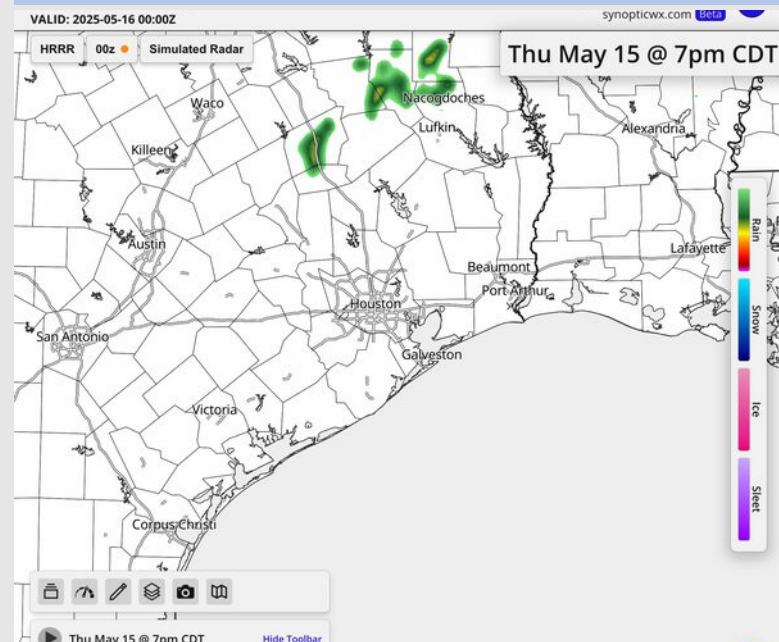 VALID: 2025-05-16 00:00Z
synopticwx.com Beta
HRRR 00z Simulated Radar
Thu May 15 @ 7pm CDT
Waco
Nacogdoches
Lufkin
Alexandria
Killeen
Austin
Lafayette
Beaumont
Port Arthur
Houston
San Antonio
Galveston
Victoria
Corpus Christi
Rain
Snow
Ice
Sleet
Thu May 15 @ 7pm CDT Hide Toolbar